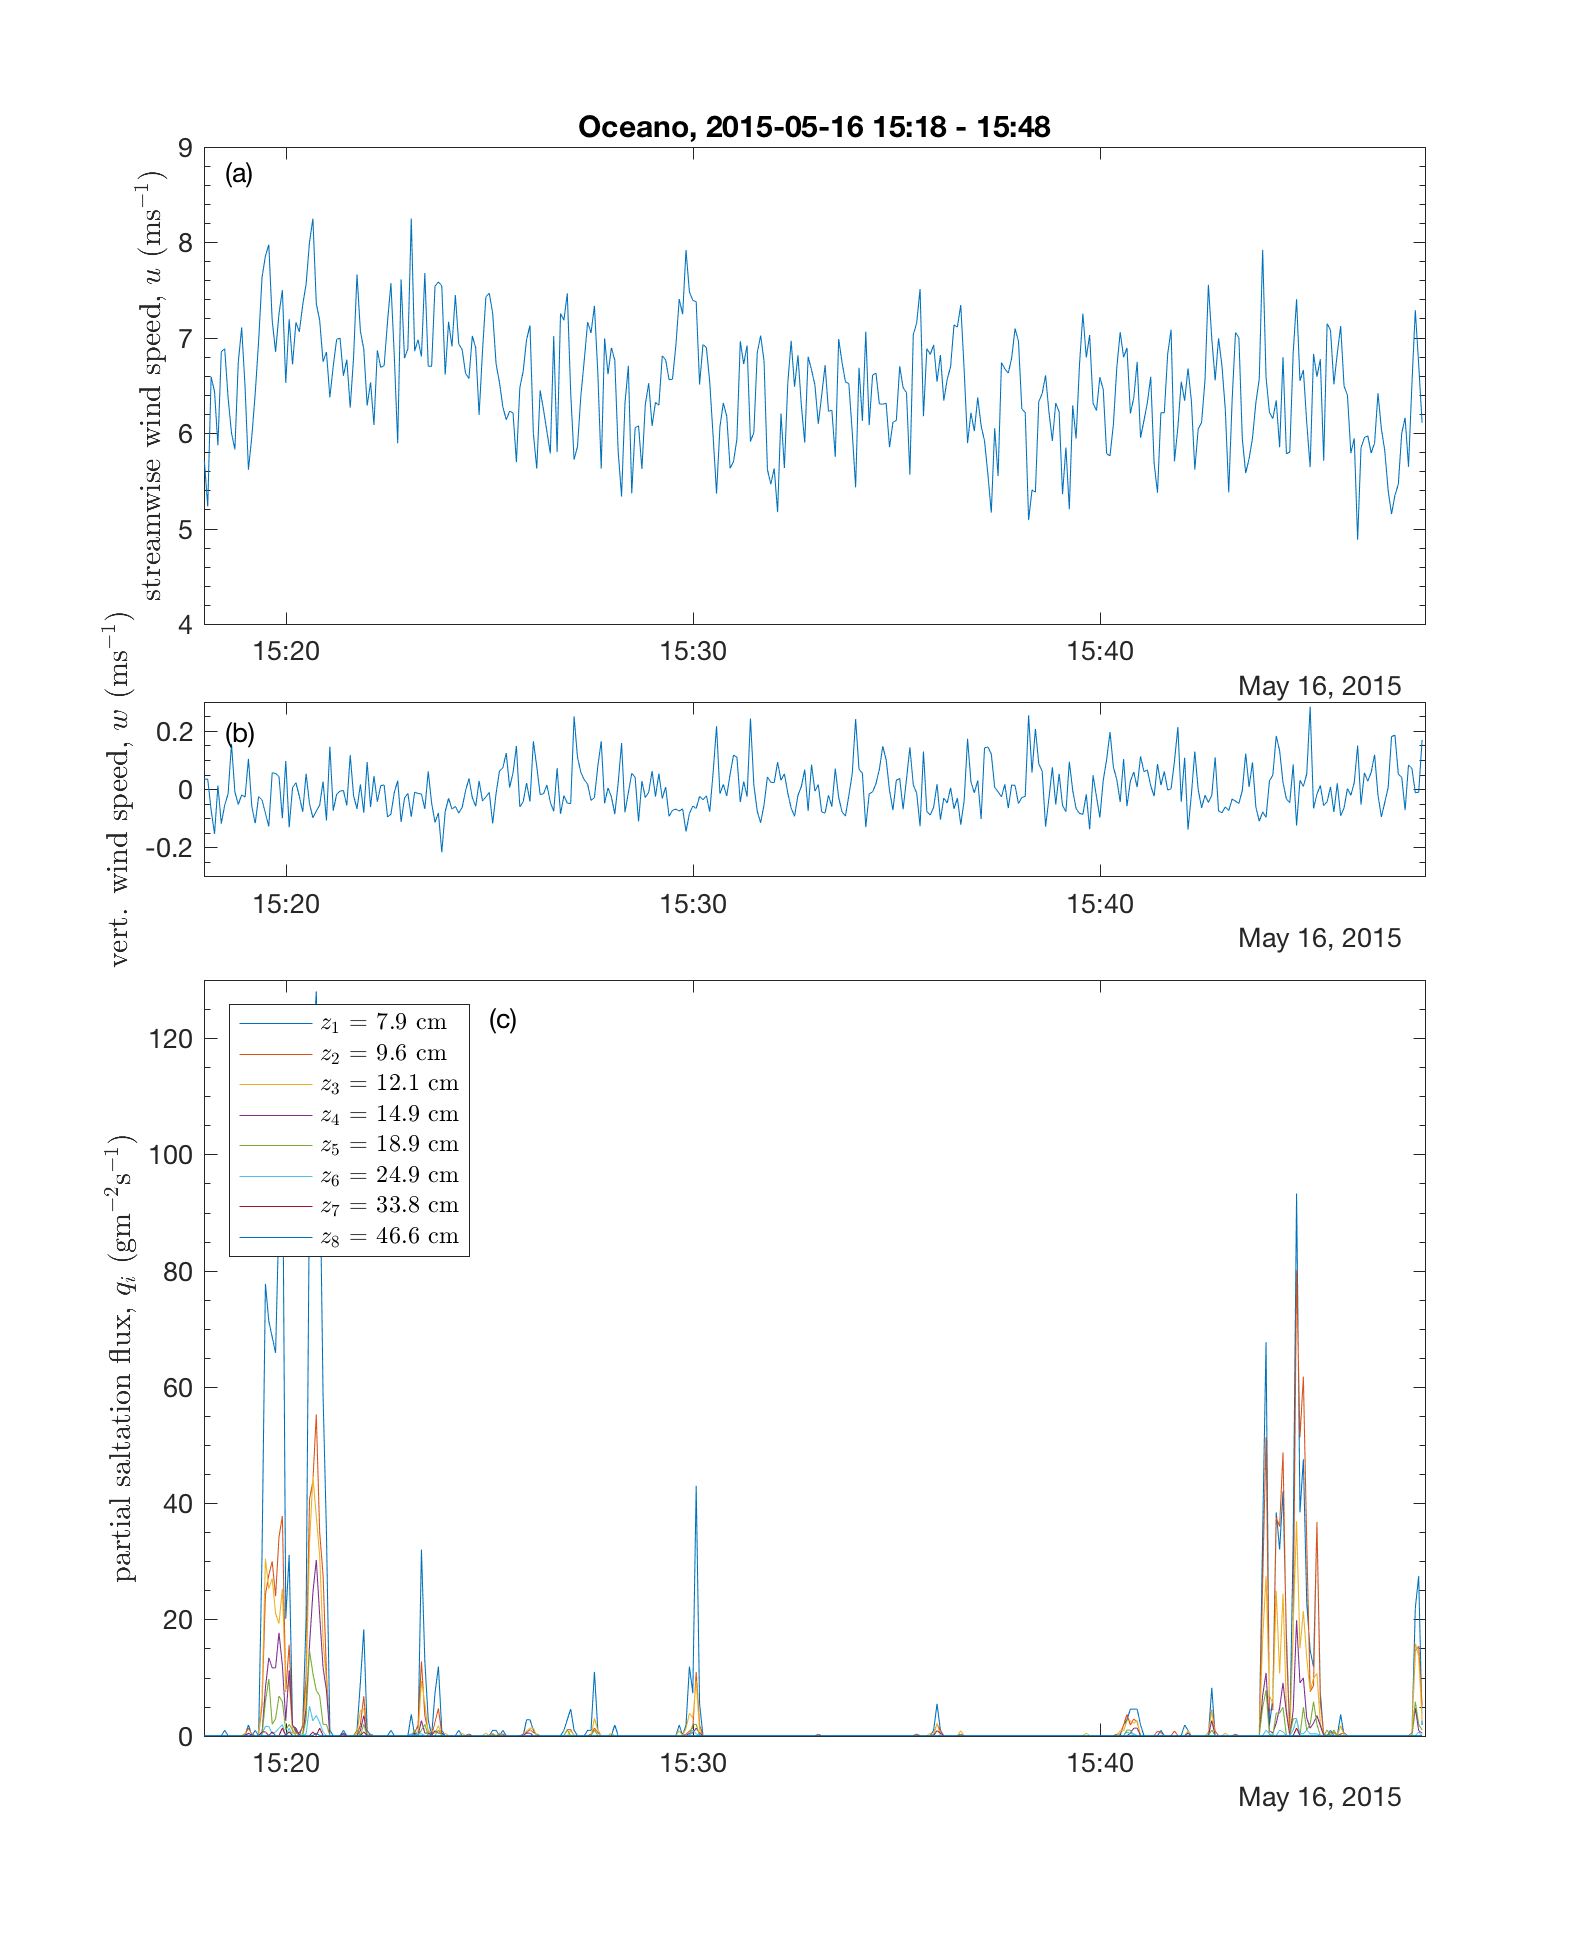 Oceano, 2015-05-16 15:18 - 15:48
(a)
streamwise wind speed, u (ms⁻¹)
9
8
7
6
5
4
15:20 15:30 15:40
May 16, 2015
(b)
vert. wind speed, w (ms⁻¹)
0.2
0
-0.2
15:20 15:30 15:40
May 16, 2015
(c)
partial saltation flux, qᵢ (gm⁻²s⁻¹)
120
100
80
60
40
20
0
z₁ = 7.9 cm
z₂ = 9.6 cm
z₃ = 12.1 cm
z₄ = 14.9 cm
z₅ = 18.9 cm
z₆ = 24.9 cm
z₇ = 33.8 cm
z₈ = 46.6 cm
15:20 15:30 15:40
May 16, 2015